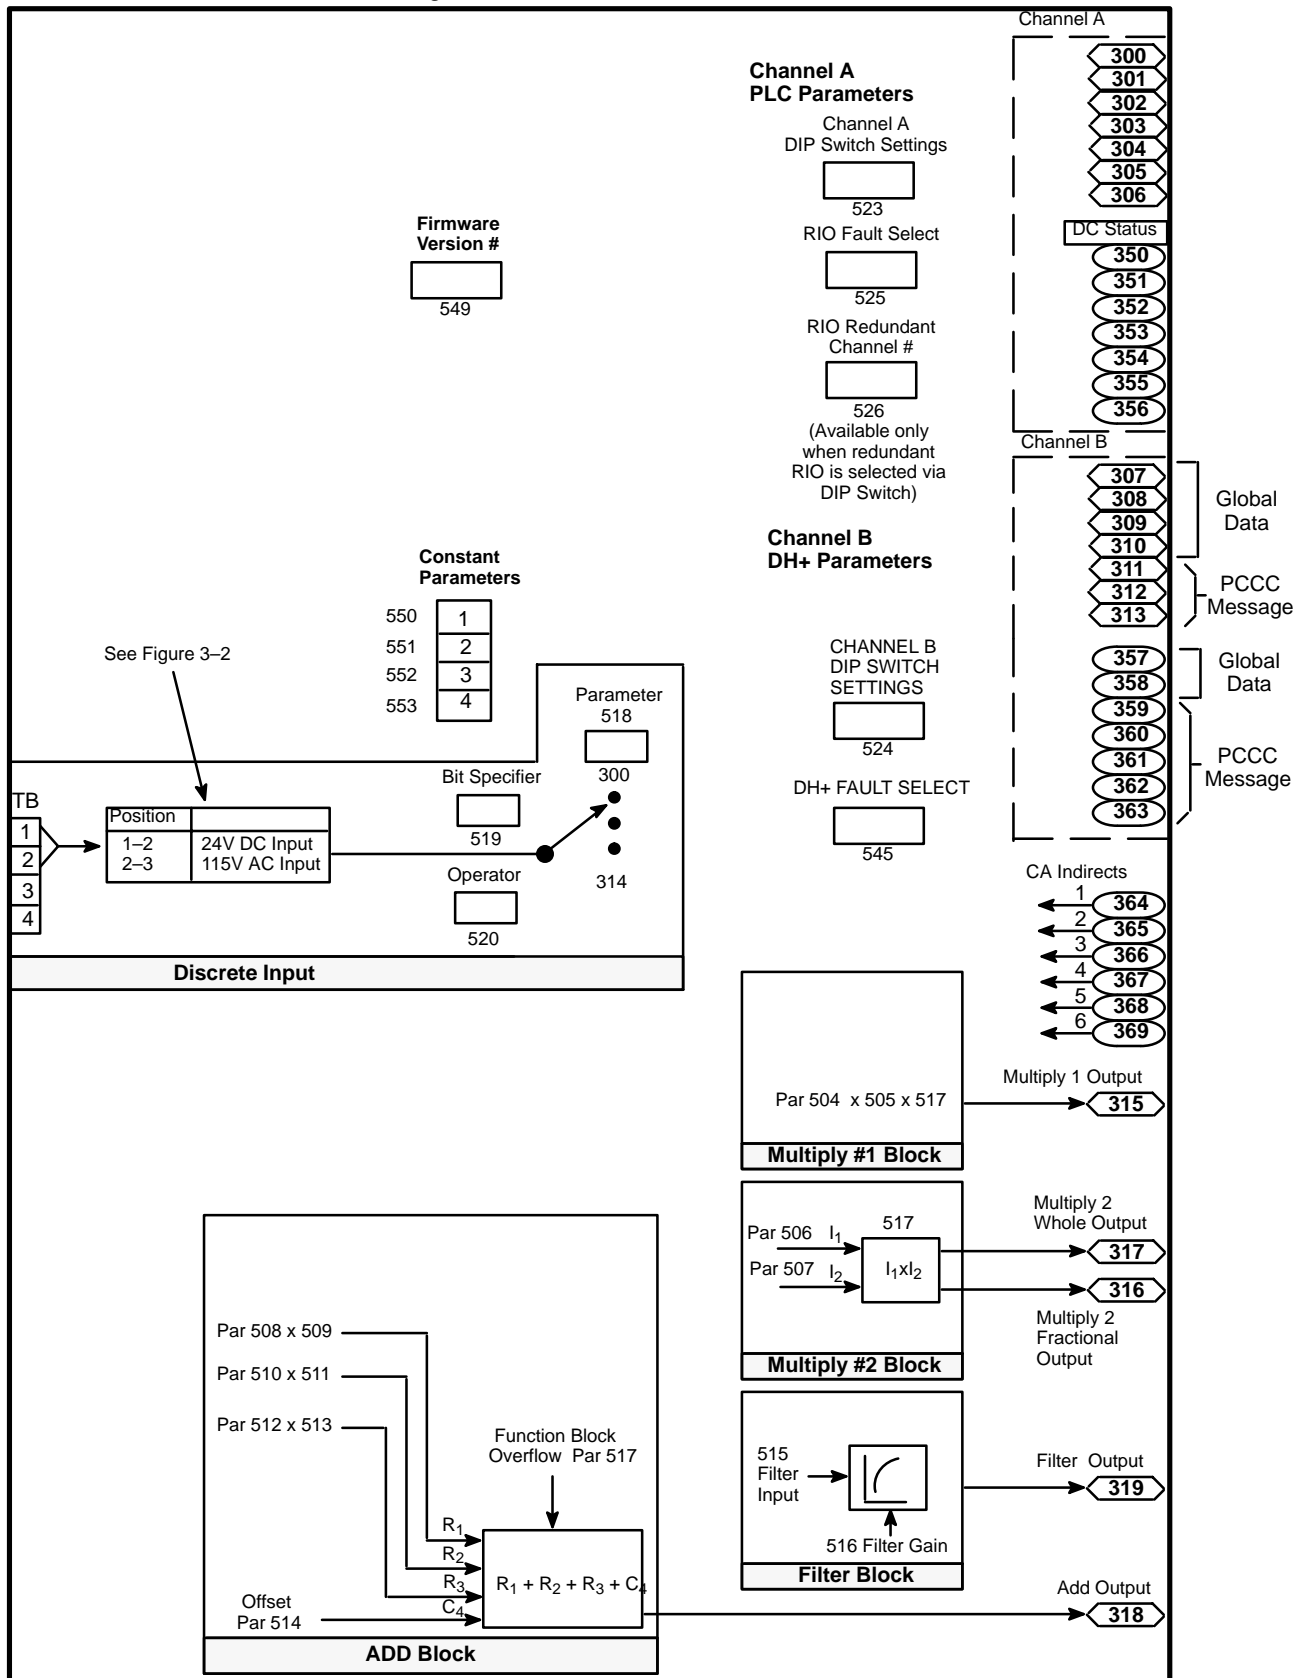 Channel A
300
301
302
303
304
305
306
DC Status
350
351
352
353
354
355
356
Channel A
PLC Parameters
Channel A
DIP Switch Settings
523
RIO Fault Select
525
RIO Redundant
Channel #
526
(Available only
when redundant
RIO is selected via
DIP Switch)
Firmware
Version #
549
Channel B
307
308
309
310
311
312
313
Global
Data
PCCC
Message
357
358
359
360
361
362
363
Global
Data
PCCC
Message
Channel B
DH+ Parameters
CHANNEL B
DIP SWITCH
SETTINGS
524
DH+ FAULT SELECT
545
Constant
Parameters
550 1
551 2
552 3
553 4
See Figure 3–2
TB
1
2
3
4
Position
1–2 24V DC Input
2–3 115V AC Input
Bit Specifier
519
Operator
520
Parameter
518
300
314
Discrete Input
CA Indirects
1 364
2 365
3 366
4 367
5 368
6 369
Par 504 x 505 x 517
Multiply #1 Block
Multiply 1 Output
315
Par 506 I1
Par 507 I2
517
I1xI2
Multiply #2 Block
Multiply 2
Whole Output
317
316
Multiply 2
Fractional
Output
515
Filter
Input
516 Filter Gain
Filter Block
Filter Output
319
Par 508 x 509
Par 510 x 511
Par 512 x 513
Function Block
Overflow Par 517
R1
R2
R3
C4
Offset
Par 514
R1 + R2 + R3 + C4
ADD Block
Add Output
318